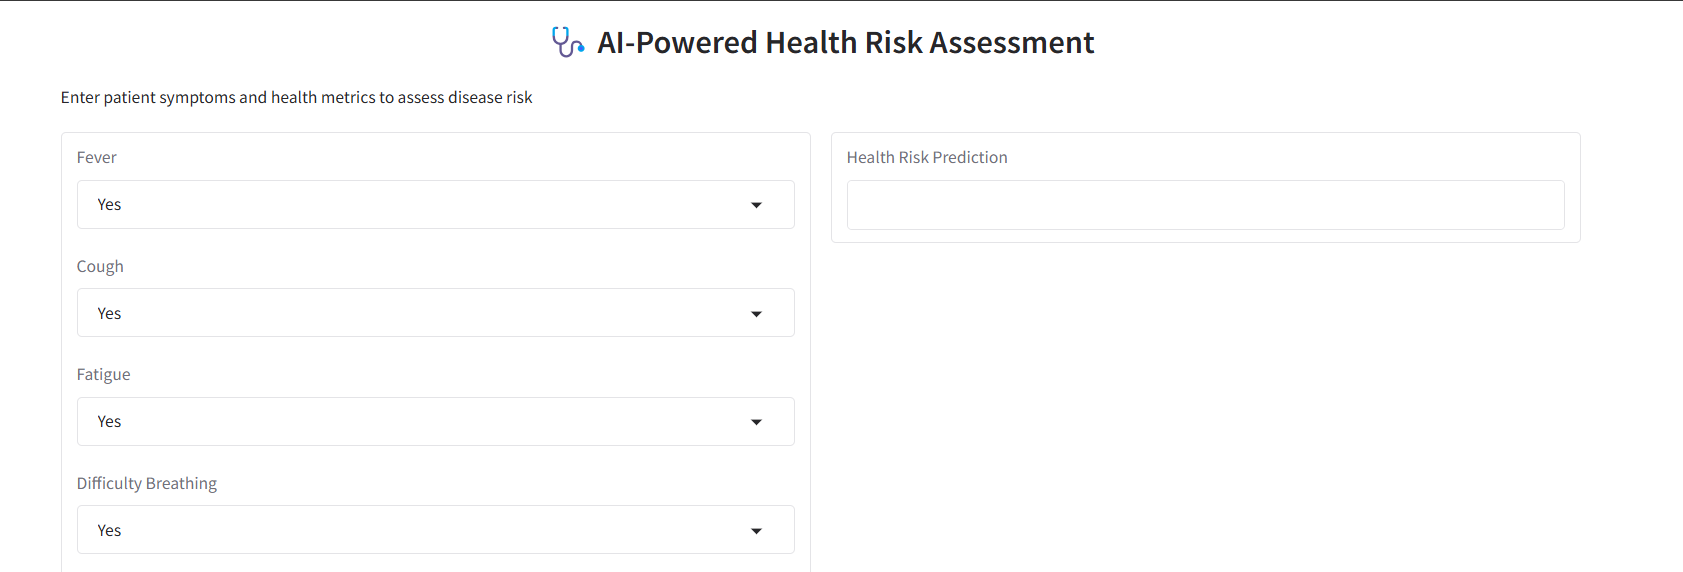 AI-Powered Health Risk Assessment
Enter patient symptoms and health metrics to assess disease risk
Fever
Yes
Cough
Yes
Fatigue
Yes
Difficulty Breathing
Yes
Health Risk Prediction